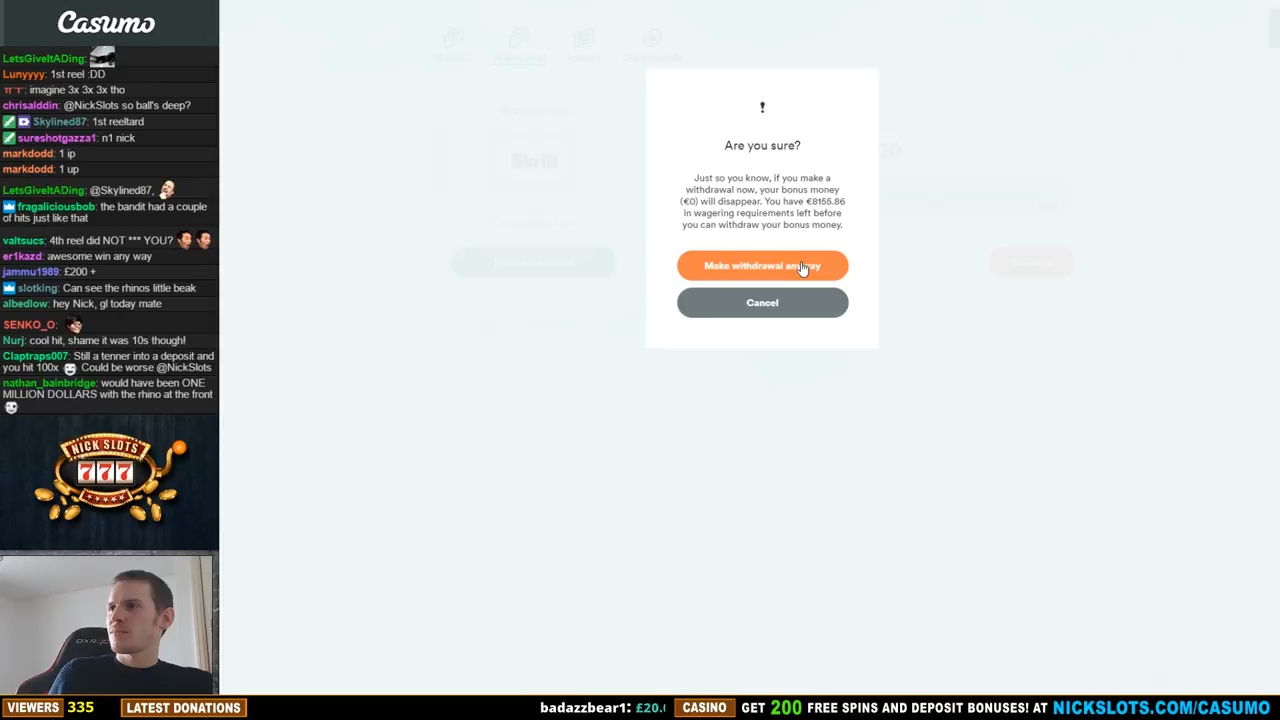 Casumo
LetsGiveItADing:
Lunyyyy: 1st reel :DD
ㅠㅜ: imagine 3x 3x 3x tho
chrisalddin: @NickSlots so ball's deep?
Skylined87: 1st reeltard
sureshotgazza1: n1 nick
markdodd: 1 ip
markdodd: 1 up
LetsGiveItADing: @Skylined87,
fragaliciousbob: the bandit had a couple
of hits just like that
valtsucs: 4th reel did NOT *** YOU?
er1kazd: awesome win any way
jammu1989: £200 +
slotking: Can see the rhinos little beak
albedlow: hey Nick, gl today mate
SENKO_O:
Nurj: cool hit, shame it was 10s though!
Claptraps007: Still a tenner into a deposit and
you hit 100x Could be worse @NickSlots
nathan_bainbridge: would have been ONE
MILLION DOLLARS with the rhino at the front
NICK SLOTS
777
Skrill
!
Are you sure?
Just so you know, if you make a
withdrawal now, your bonus money
(€0) will disappear. You have €8155.86
in wagering requirements left before
you can withdraw your bonus money.
Make withdrawal anyway
Cancel
DXR
VIEWERS 335 LATEST DONATIONS badazzbear1: £20.0 CASINO GET 200 FREE SPINS AND DEPOSIT BONUSES! AT NICKSLOTS.COM/CASUMO